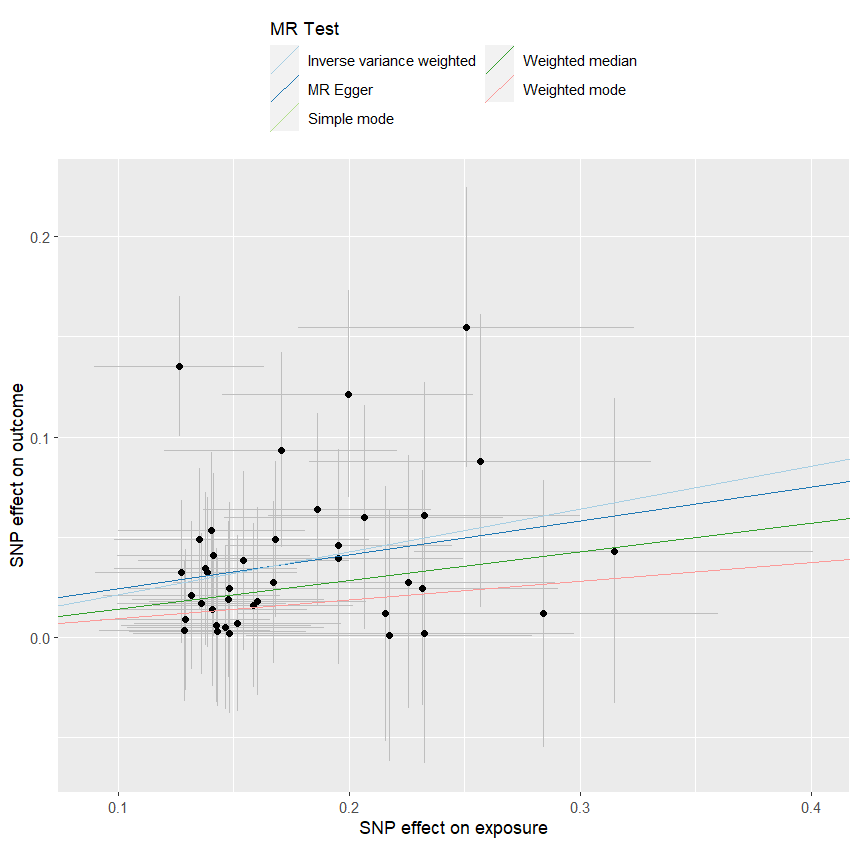 MR Test
Inverse variance weighted
Weighted median
MR Egger
Weighted mode
Simple mode
SNP effect on outcome
0.2
0.1
0.0
0.1
0.2
0.3
0.4
SNP effect on exposure